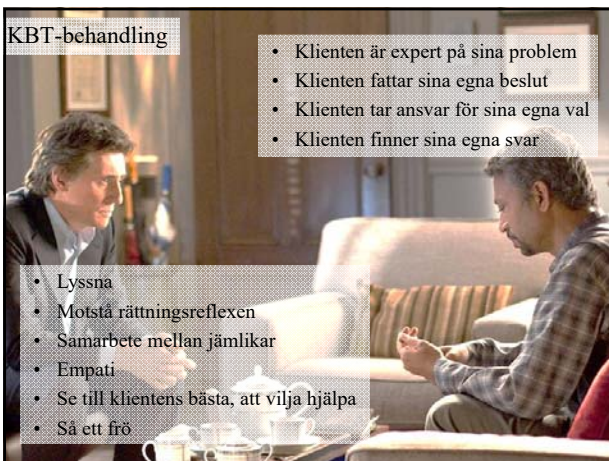 KBT-behandling
• Klienten är expert på sina problem
• Klienten fattar sina egna beslut
• Klienten tar ansvar för sina egna val
• Klienten finner sina egna svar
• Lyssna
• Motstå rättningsreflexen
• Samarbete mellan jämlikar
• Empati
• Se till klientens bästa, att vilja hjälpa
• Så ett frö